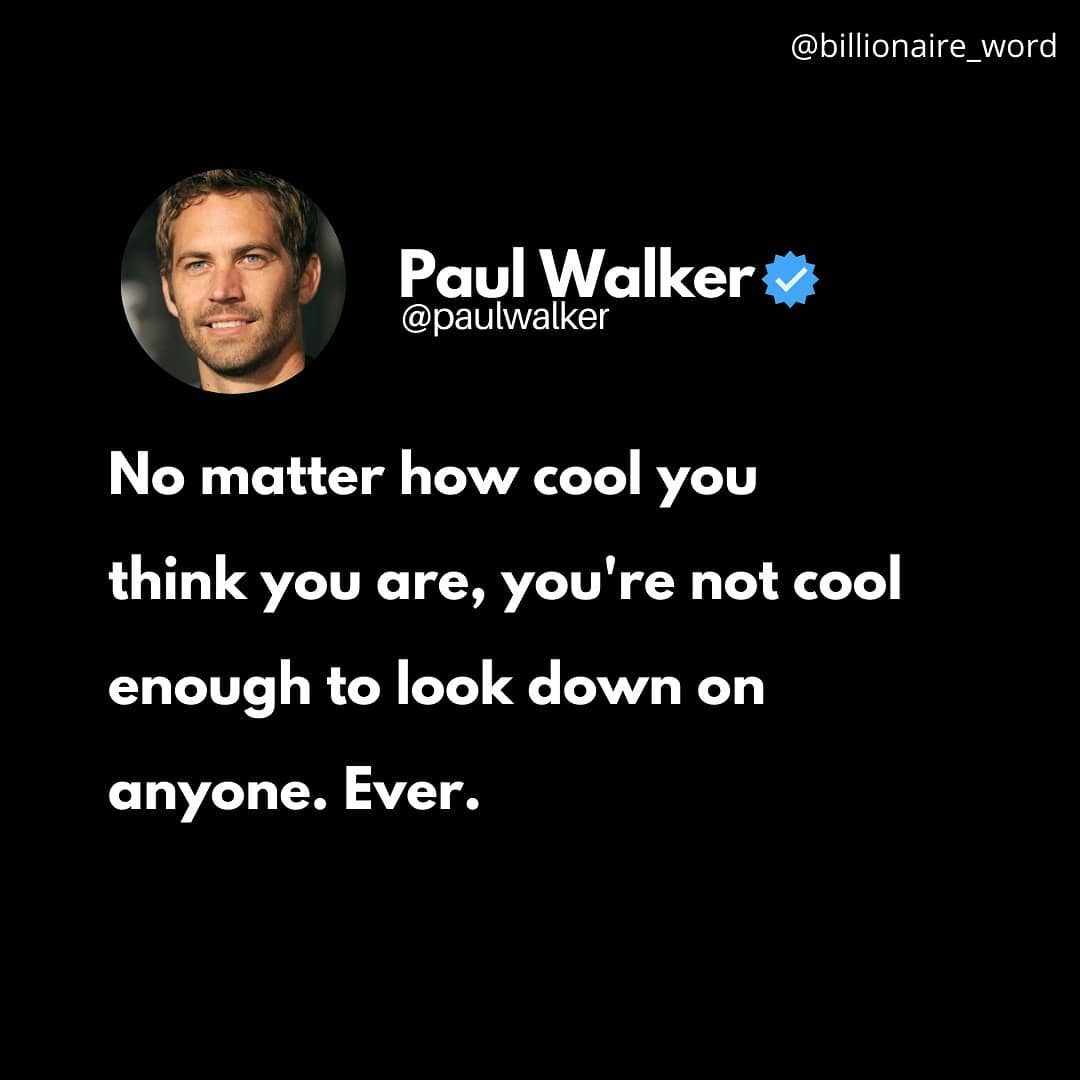 @billionaire_word
Paul Walker
@paulwalker
No matter how cool you
think you are, you're not cool
enough to look down on
anyone. Ever.